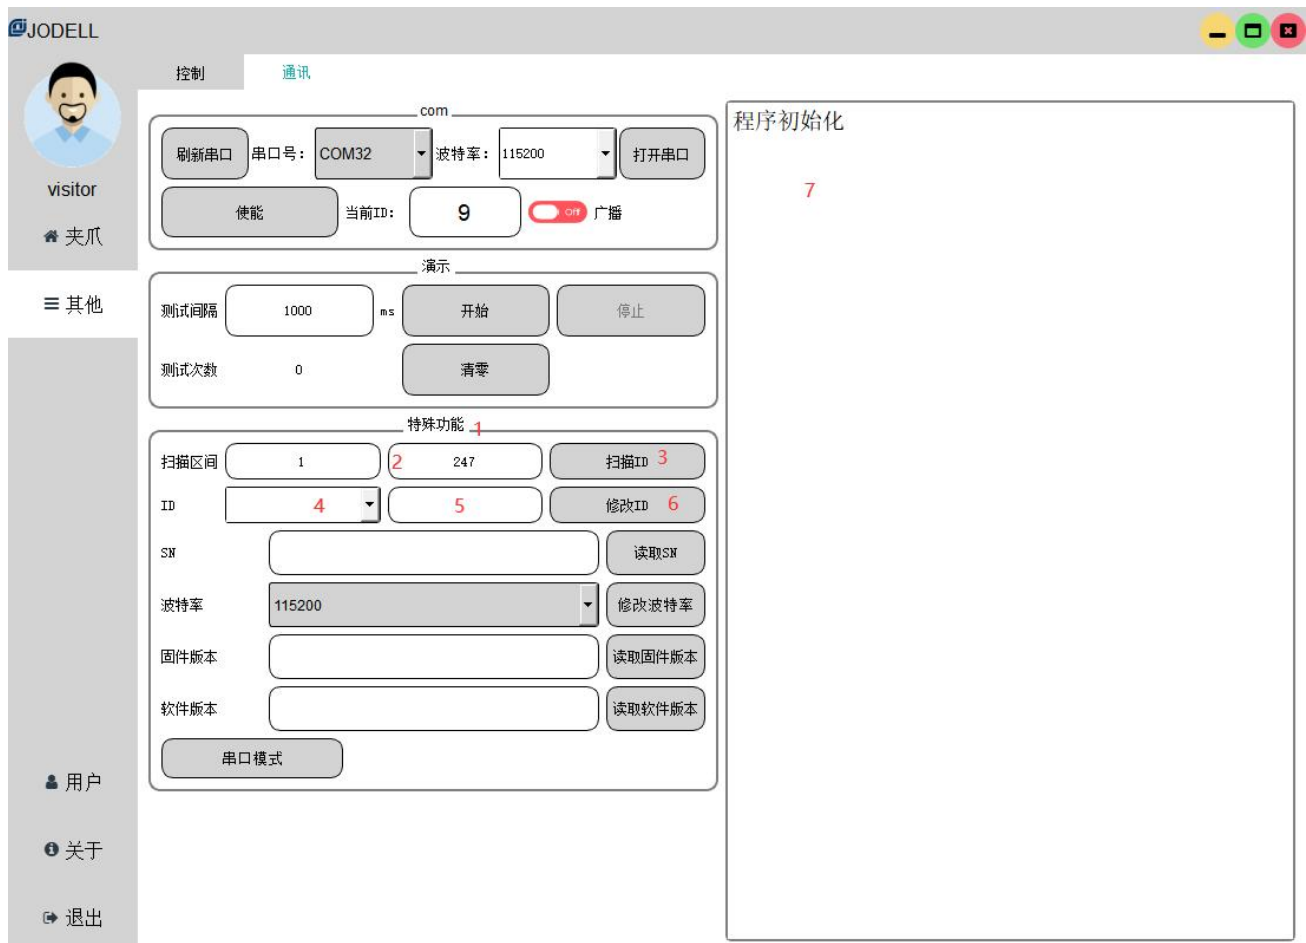 JODELL
visitor
夹爪
其他
用户
关于
退出
控制 通讯
com
刷新串口 串口号: COM32 波特率: 115200 打开串口
使能 当前ID: 9 Off 广播
演示
测试间隔 1000 ms 开始 停止
测试次数 0 清零
特殊功能 1
扫描区间 1 2 247 扫描ID 3
ID 4 5 修改ID 6
SN 读取SN
波特率 115200 修改波特率
固件版本 读取固件版本
软件版本 读取软件版本
串口模式
程序初始化
7